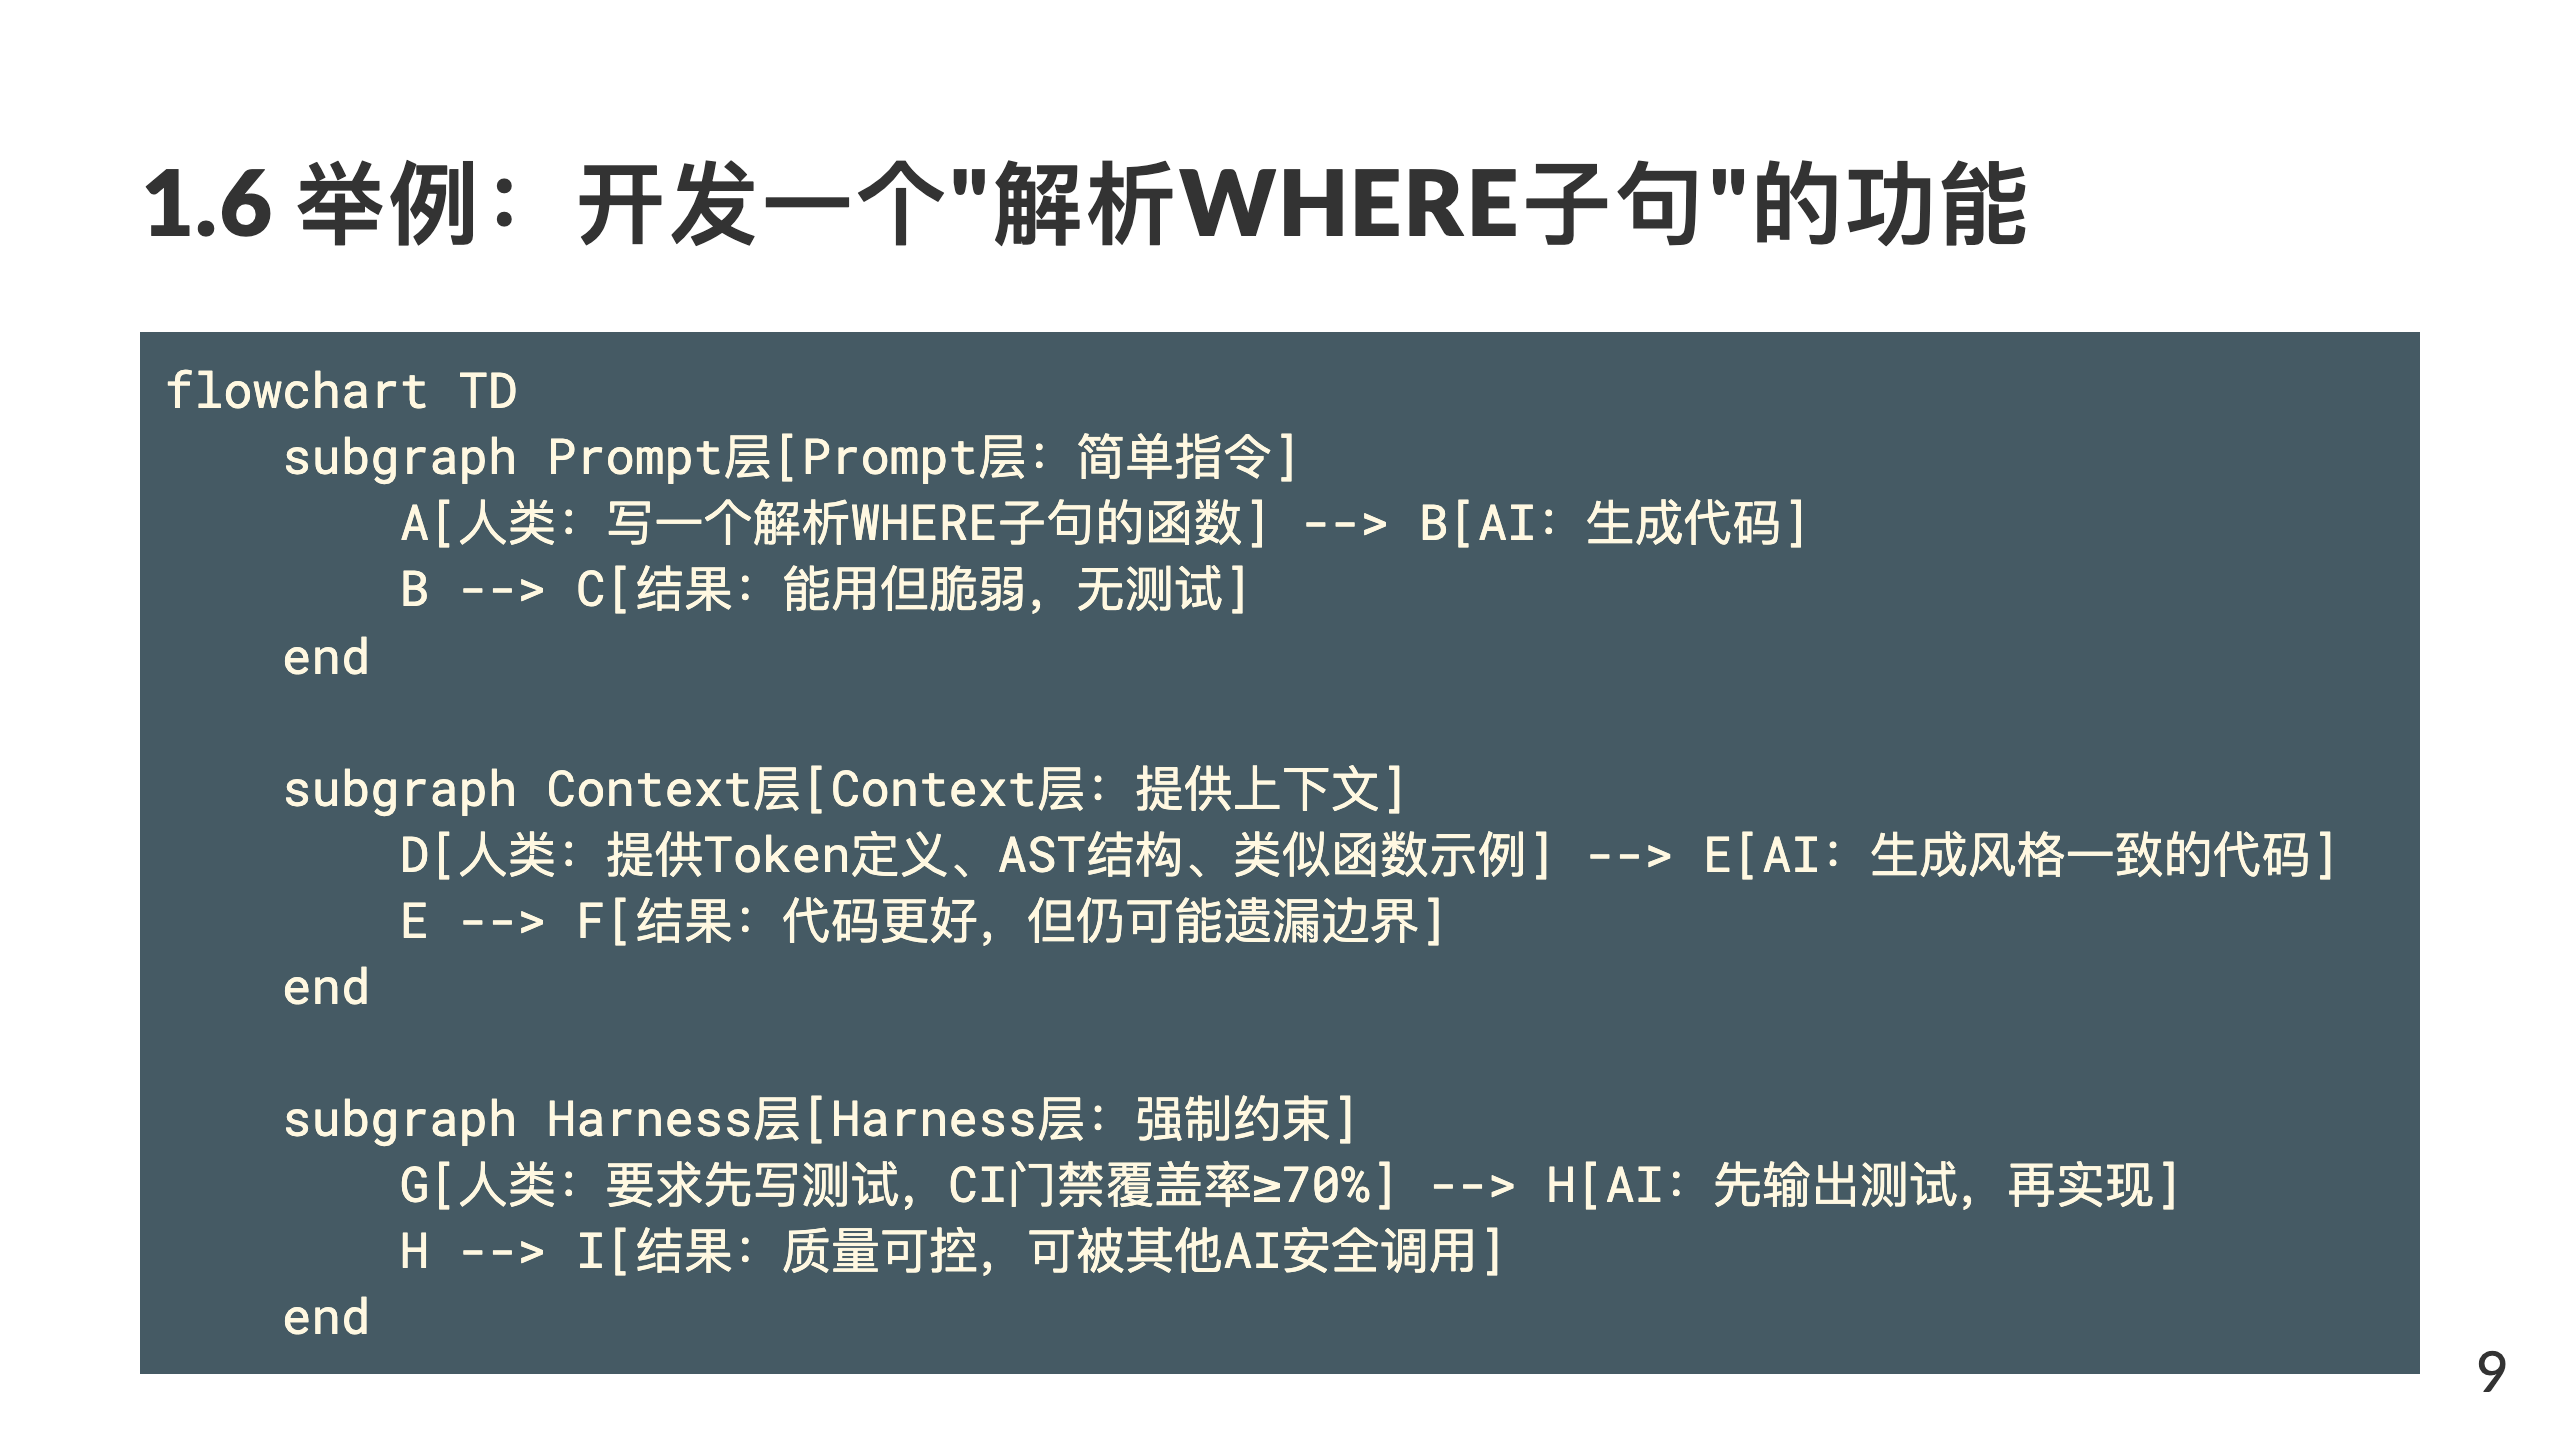 1.6 举例：开发一个"解析WHERE子句"的功能
flowchart TD
    subgraph Prompt层[Prompt层：简单指令]
        A[人类：写一个解析WHERE子句的函数] --> B[AI：生成代码]
        B --> C[结果：能用但脆弱，无测试]
    end

    subgraph Context层[Context层：提供上下文]
        D[人类：提供Token定义、AST结构、类似函数示例] --> E[AI：生成风格一致的代码]
        E --> F[结果：代码更好，但仍可能遗漏边界]
    end

    subgraph Harness层[Harness层：强制约束]
        G[人类：要求先写测试，CI门禁覆盖率≥70%] --> H[AI：先输出测试，再实现]
        H --> I[结果：质量可控，可被其他AI安全调用]
    end
9